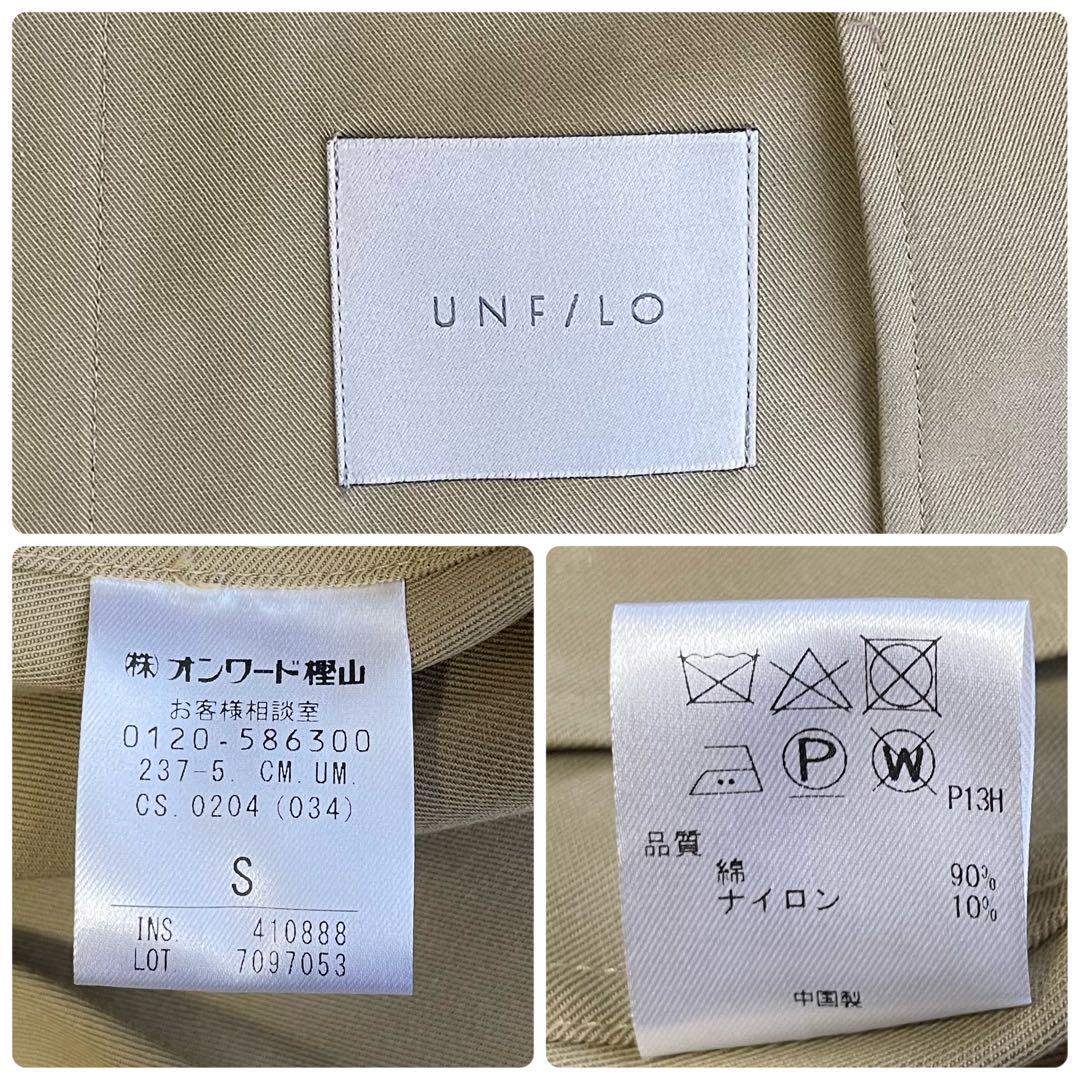 UNF/LO
㈱オンワード樫山
お客様相談室
0120-586300
237-5. CM.UM.
CS.0204 (034)
S
INS. 410888
LOT. 7097053
P
W
P13H
品質
綿 90%
ナイロン 10%
中国製